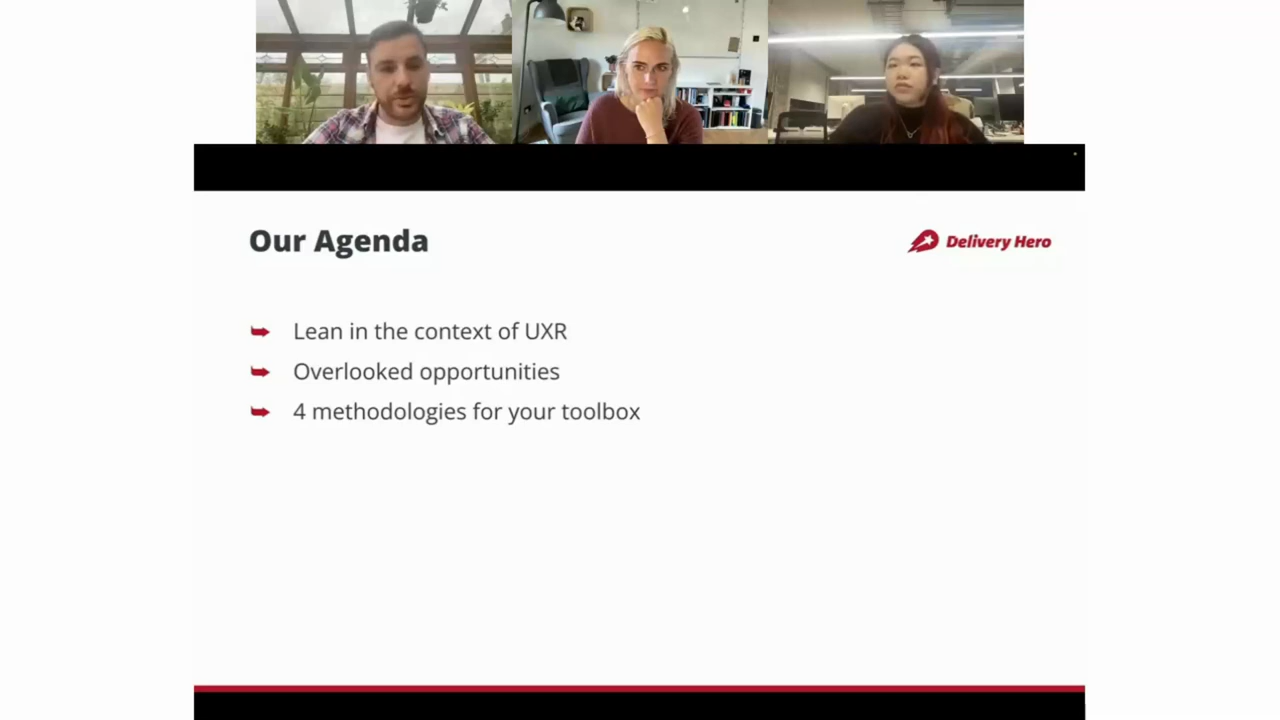 Our Agenda
Delivery Hero
Lean in the context of UXR
Overlooked opportunities
4 methodologies for your toolbox